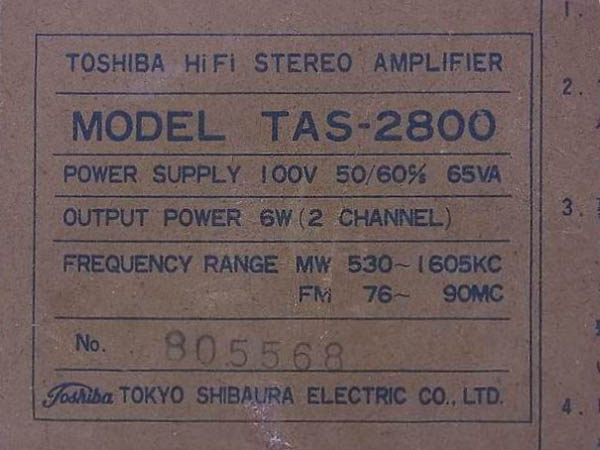 TOSHIBA HiFi STEREO AMPLIFIER
MODEL TAS-2800
POWER SUPPLY 100V 50/60c/s 65VA
OUTPUT POWER 6W (2 CHANNEL)
FREQUENCY RANGE MW 530~1605KC
FM 76~ 90MC
No. 805568
Toshiba TOKYO SHIBAURA ELECTRIC CO., LTD.
1.
2.
3.
4.